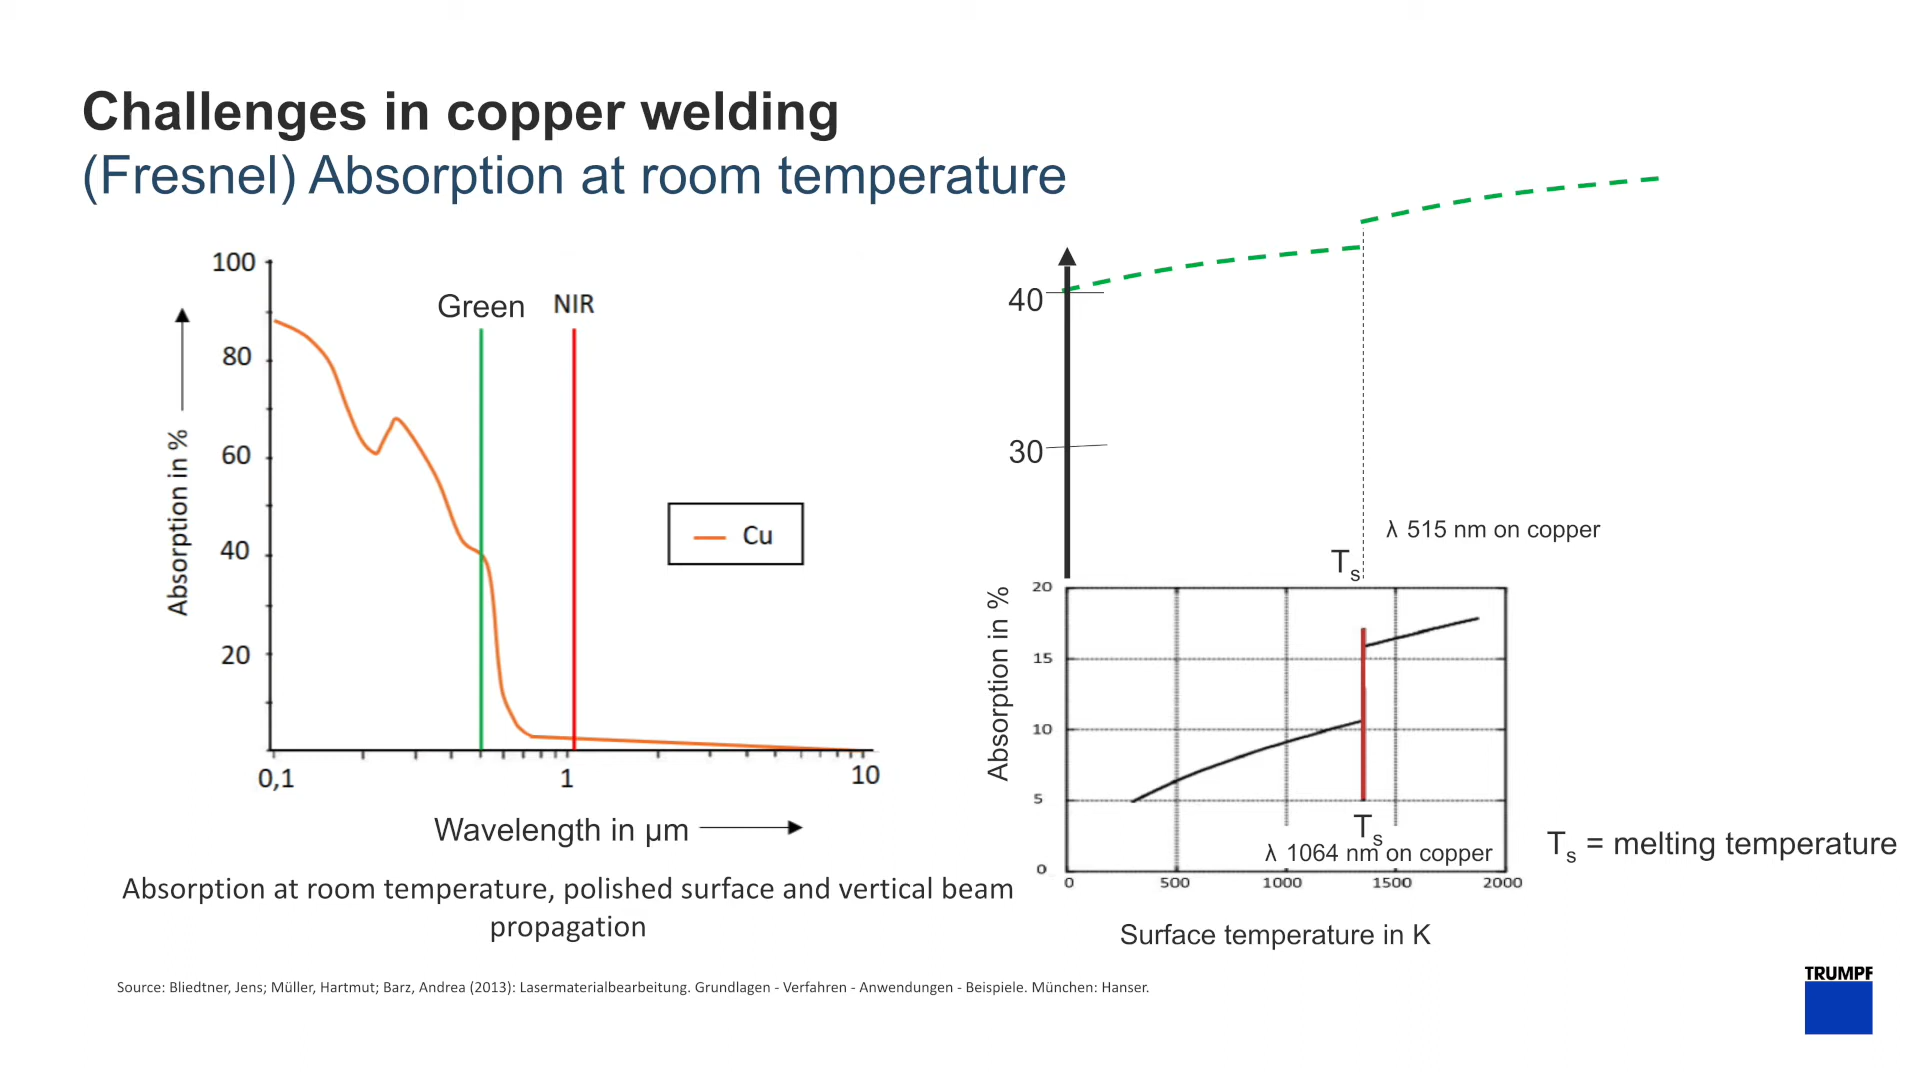 Challenges in copper welding
(Fresnel) Absorption at room temperature
100
80
60
40
20
Absorption in %
Green
NIR
Cu
0,1
1
10
Wavelength in µm
Absorption at room temperature, polished surface and vertical beam
propagation
40
30
λ 515 nm on copper
Ts
Absorption in %
20
15
10
5
0
Ts
λ 1064 nm on copper
0
500
1000
1500
2000
Surface temperature in K
Ts = melting temperature
Source: Bliedtner, Jens; Müller, Hartmut; Barz, Andrea (2013): Lasermaterialbearbeitung. Grundlagen - Verfahren - Anwendungen - Beispiele. München: Hanser.
TRUMPF